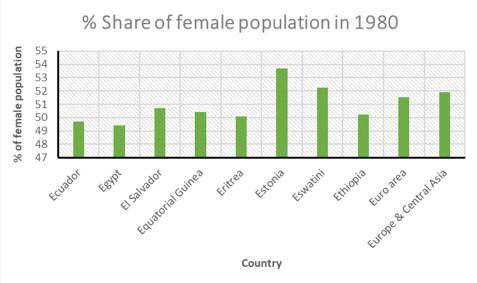 % Share of female population in 1980
% of female population
55
54
53
52
51
50
49
48
47
Ecuador
Egypt
El Salvador
Equatorial Guinea
Eritrea
Estonia
Eswatini
Ethiopia
Euro area
Europe & Central Asia
Country